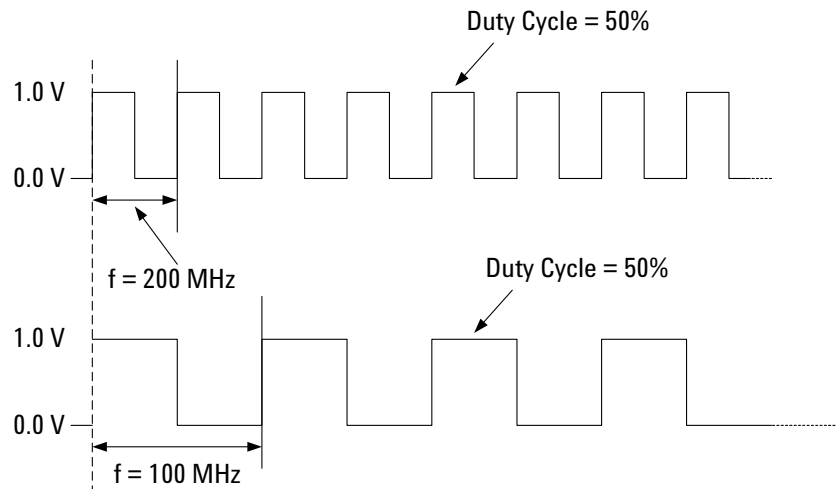 Duty Cycle = 50%
1.0 V
0.0 V
f = 200 MHz
Duty Cycle = 50%
1.0 V
0.0 V
f = 100 MHz